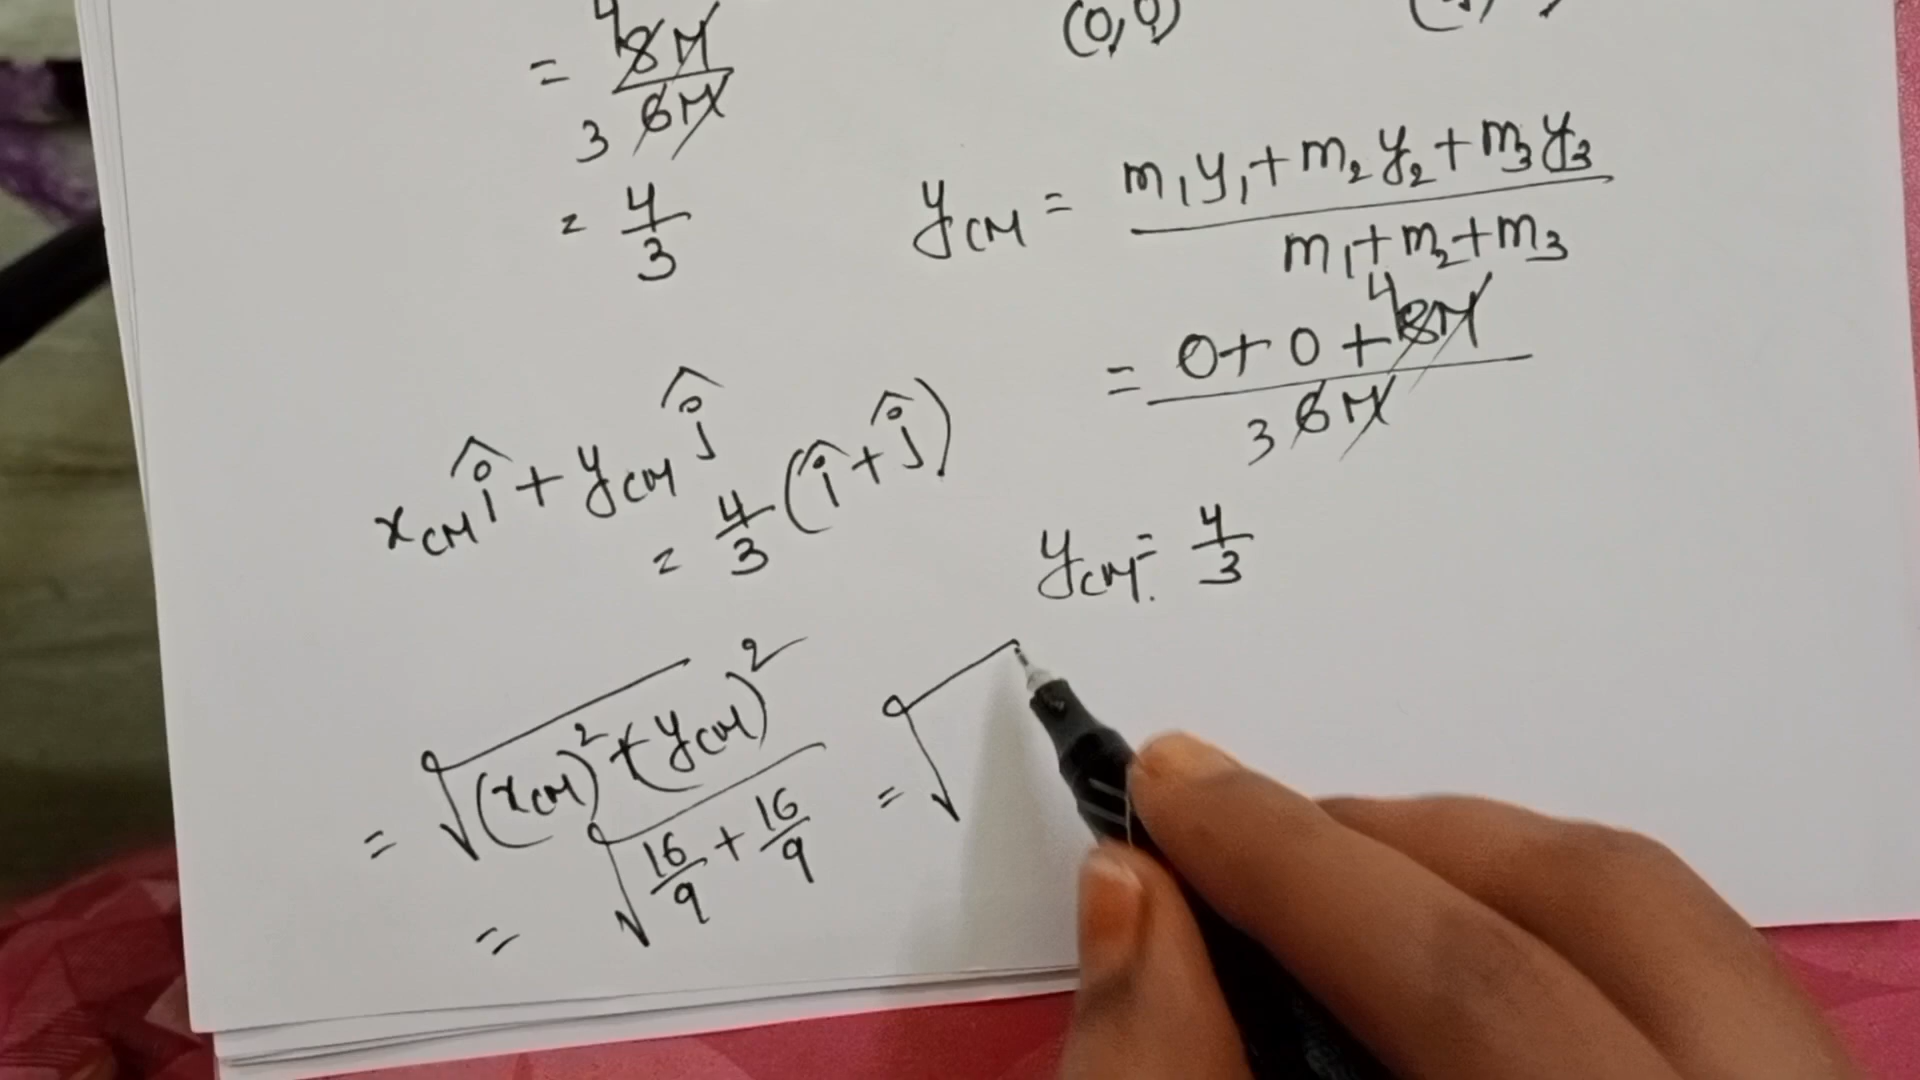 = 8M/6M 4 3
= 4/3
(0,0)
y_CM = (m₁y₁+m₂y₂+m₃y₃)/(m₁+m₂+m₃)
= (0+0+8M)/6M 4 3
y_CM = 4/3
x_CM î + y_CM ĵ
= 4/3 (î+ĵ)
= √(x_CM)²+(y_CM)²
= √16/9 + 16/9 = √